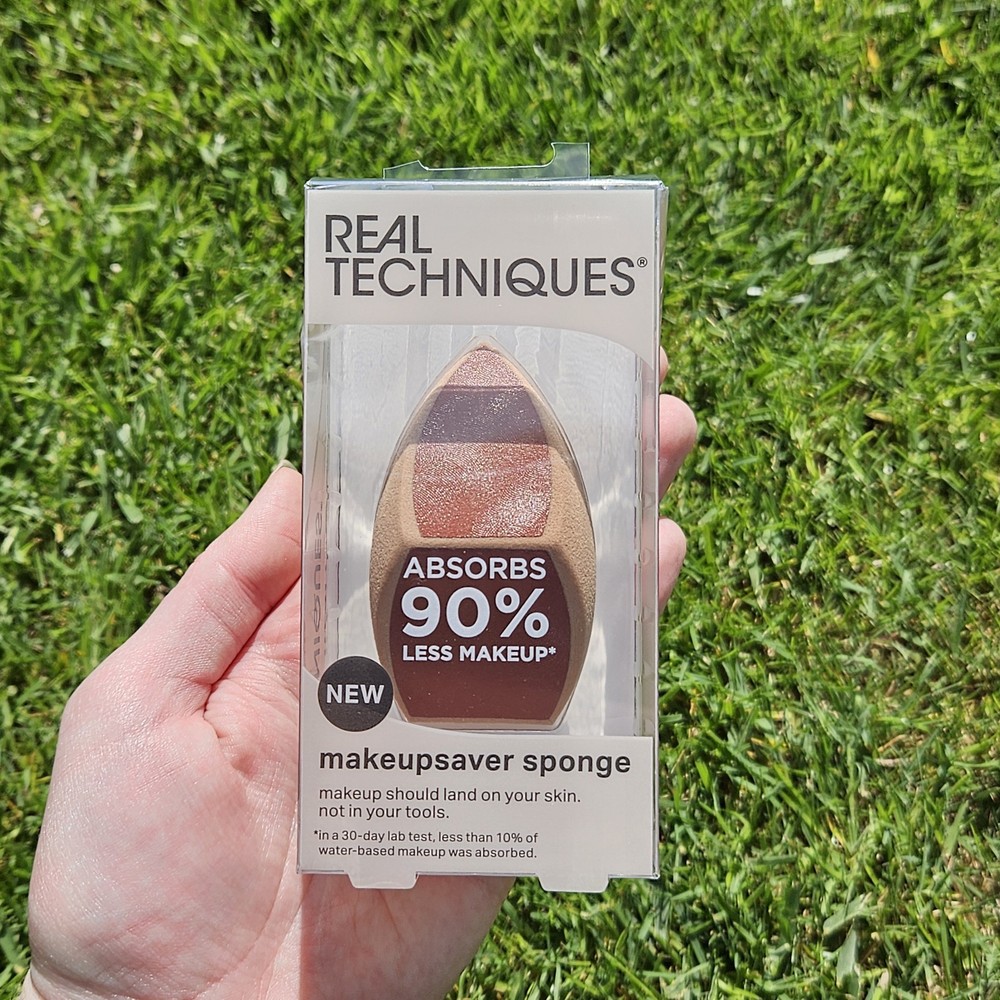 REAL
TECHNIQUES®
ABSORBS
90%
LESS MAKEUP*
NEW
makeupsaver sponge
makeup should land on your skin.
not in your tools.
*in a 30-day lab test, less than 10% of
water-based makeup was absorbed.